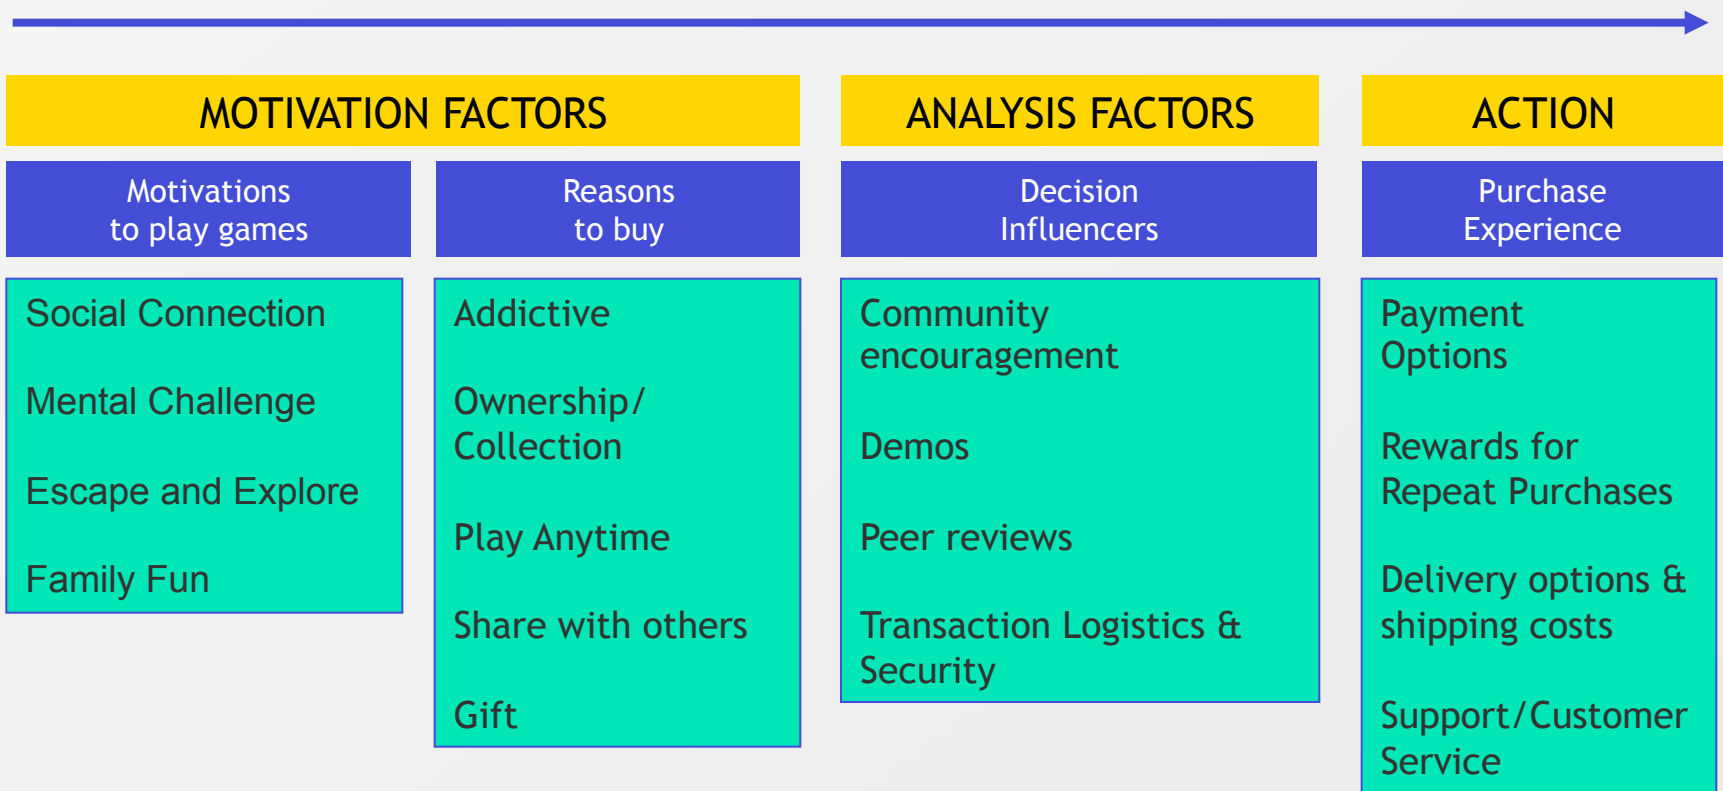 MOTIVATION FACTORS
ANALYSIS FACTORS
ACTION
Motivations
to play games
Reasons
to buy
Decision
Influencers
Purchase
Experience
Social Connection
Mental Challenge
Escape and Explore
Family Fun
Addictive
Ownership/
Collection
Play Anytime
Share with others
Gift
Community
encouragement
Demos
Peer reviews
Transaction Logistics &
Security
Payment
Options
Rewards for
Repeat Purchases
Delivery options &
shipping costs
Support/Customer
Service